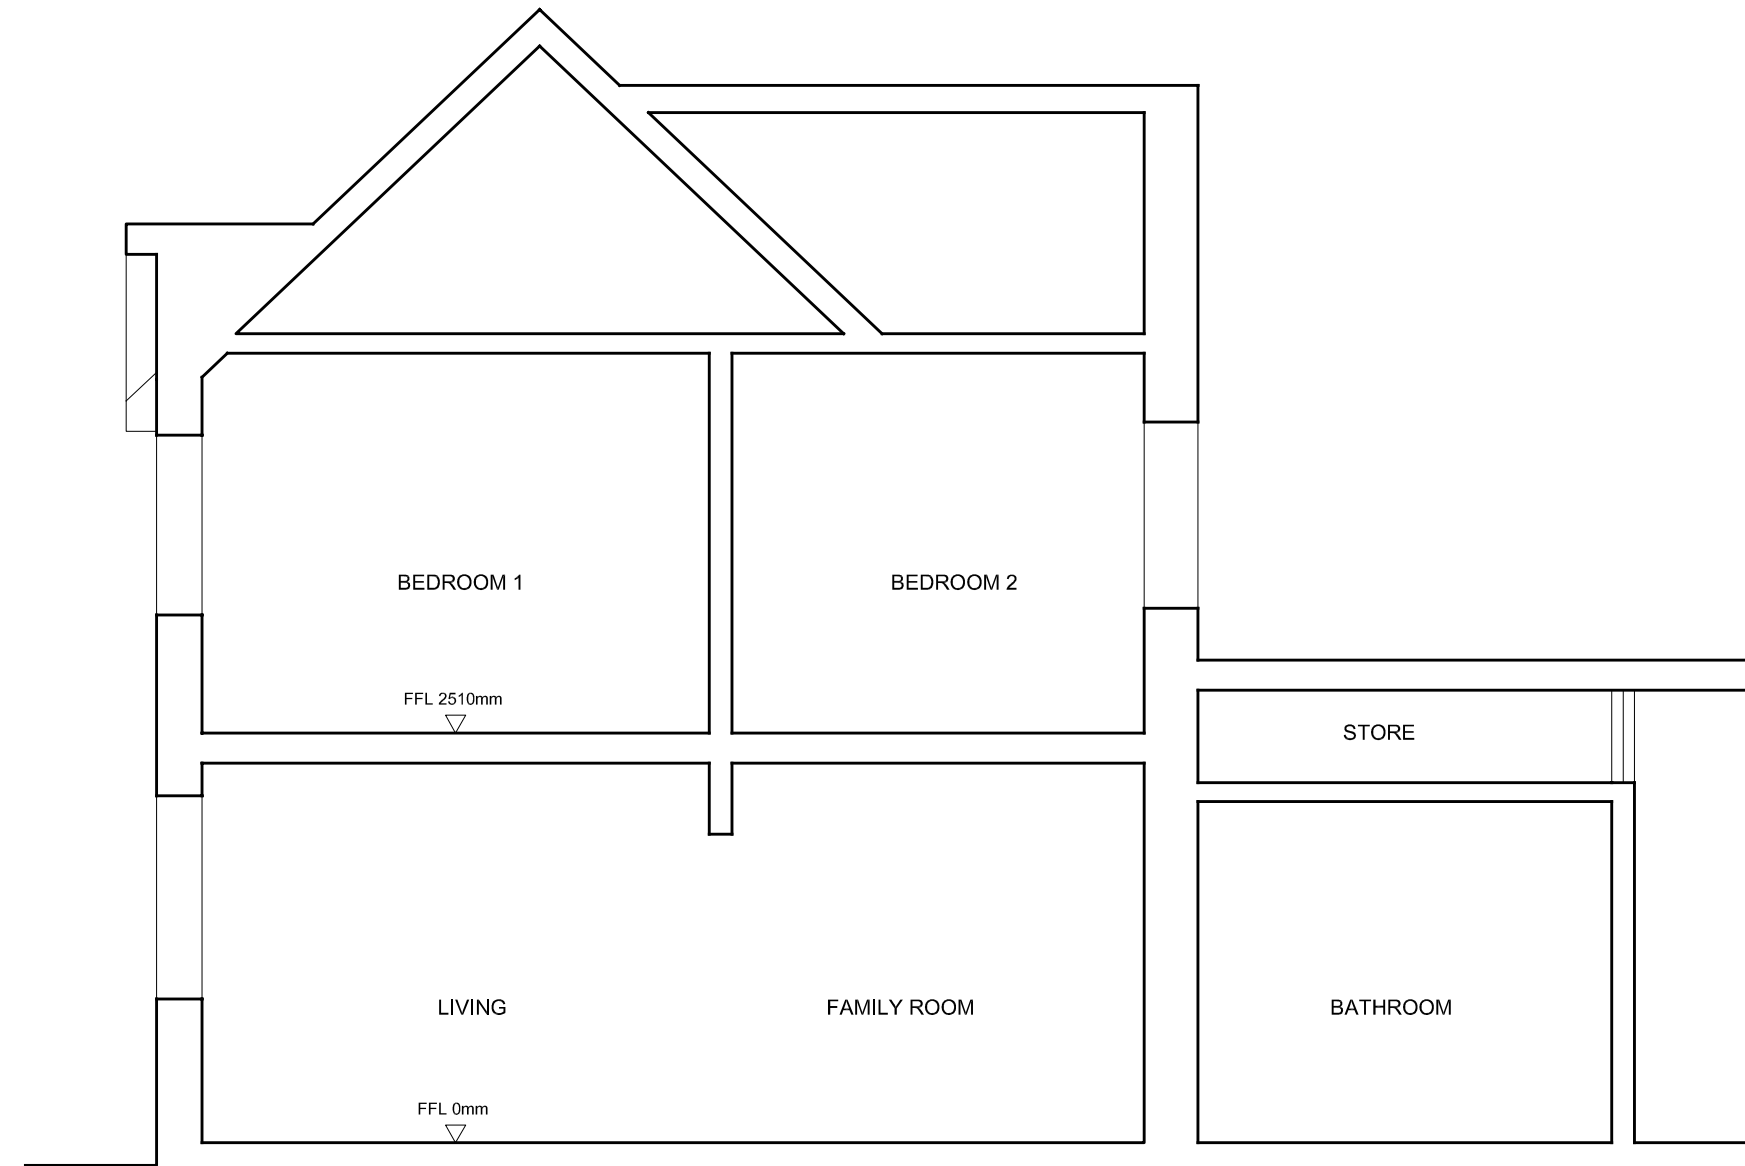 BEDROOM 1
BEDROOM 2
FFL 2510mm
STORE
LIVING
FAMILY ROOM
BATHROOM
FFL 0mm